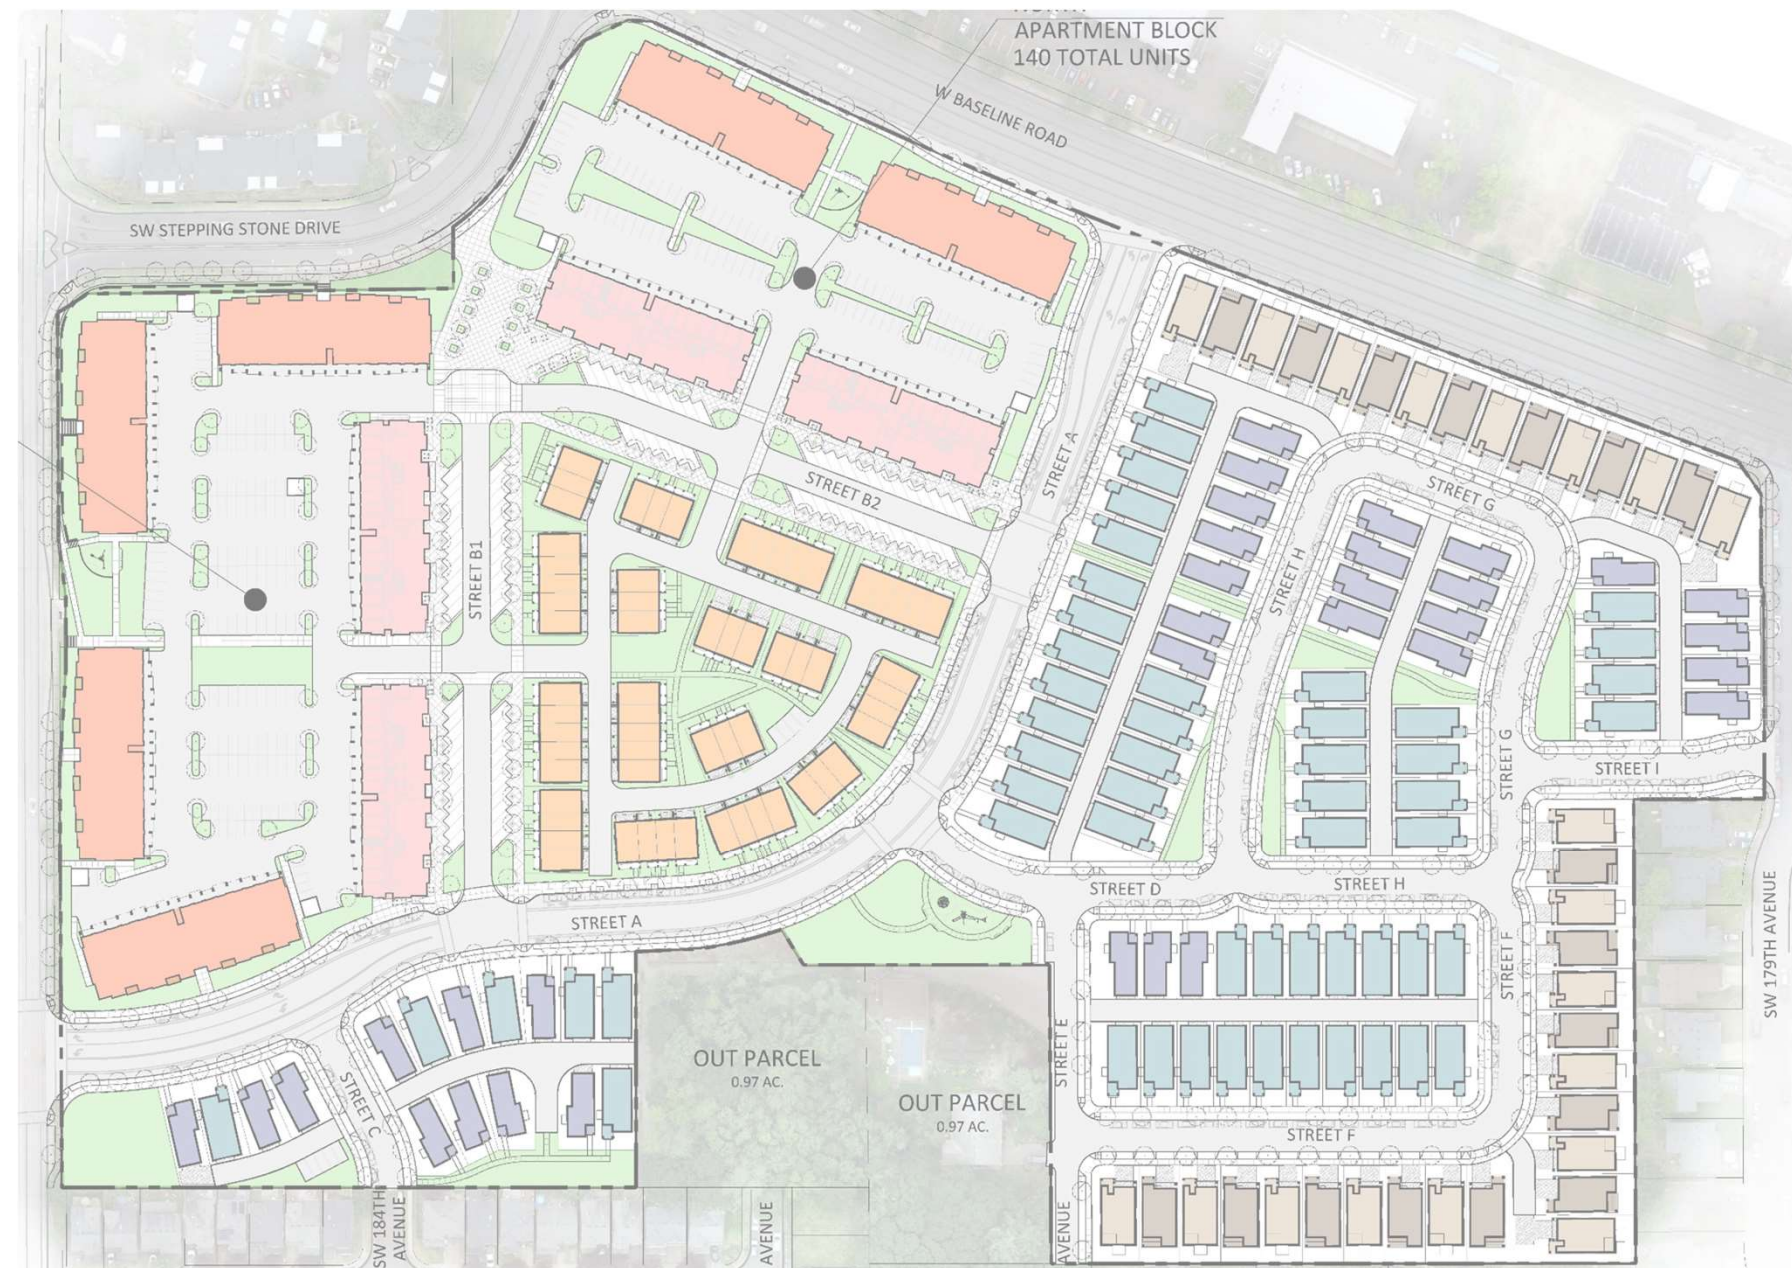 APARTMENT BLOCK
140 TOTAL UNITS
W BASELINE ROAD
SW STEPPING STONE DRIVE
STREET A
STREET B2
STREET G
STREET B1
STREET H
STREET G
STREET I
STREET D
STREET H
STREET A
STREET F
SW 179TH AVENUE
OUT PARCEL
0.97 AC.
OUT PARCEL
0.97 AC.
STREET E
STREET C
STREET F
SW 184TH
AVENUE
AVENUE
AVENUE